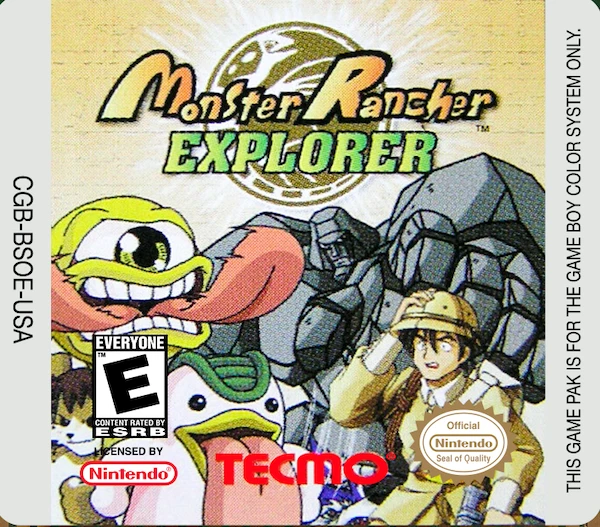 Monster Rancher
TM
EXPLORER
CGB-BSOE-USA
THIS GAME PAK IS FOR THE GAME BOY COLOR SYSTEM ONLY.
EVERYONE
TM
E
CONTENT RATED BY
ESRB
LICENSED BY
Nintendo®
TECMO®
Official
Nintendo
Seal of Quality